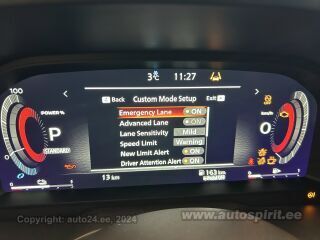 3°C 11:27
Back Custom Mode Setup Exit
Emergency Lane ON
Advanced Lane ON
Lane Sensitivity Mild
Speed Limit Warning
New Limit Alert ON
Driver Attention Alert ON
100
POWER %
P
STANDARD
0
0
13 km
163 km
Copyright, auto24.ee, 2024
www.autospirit.ee